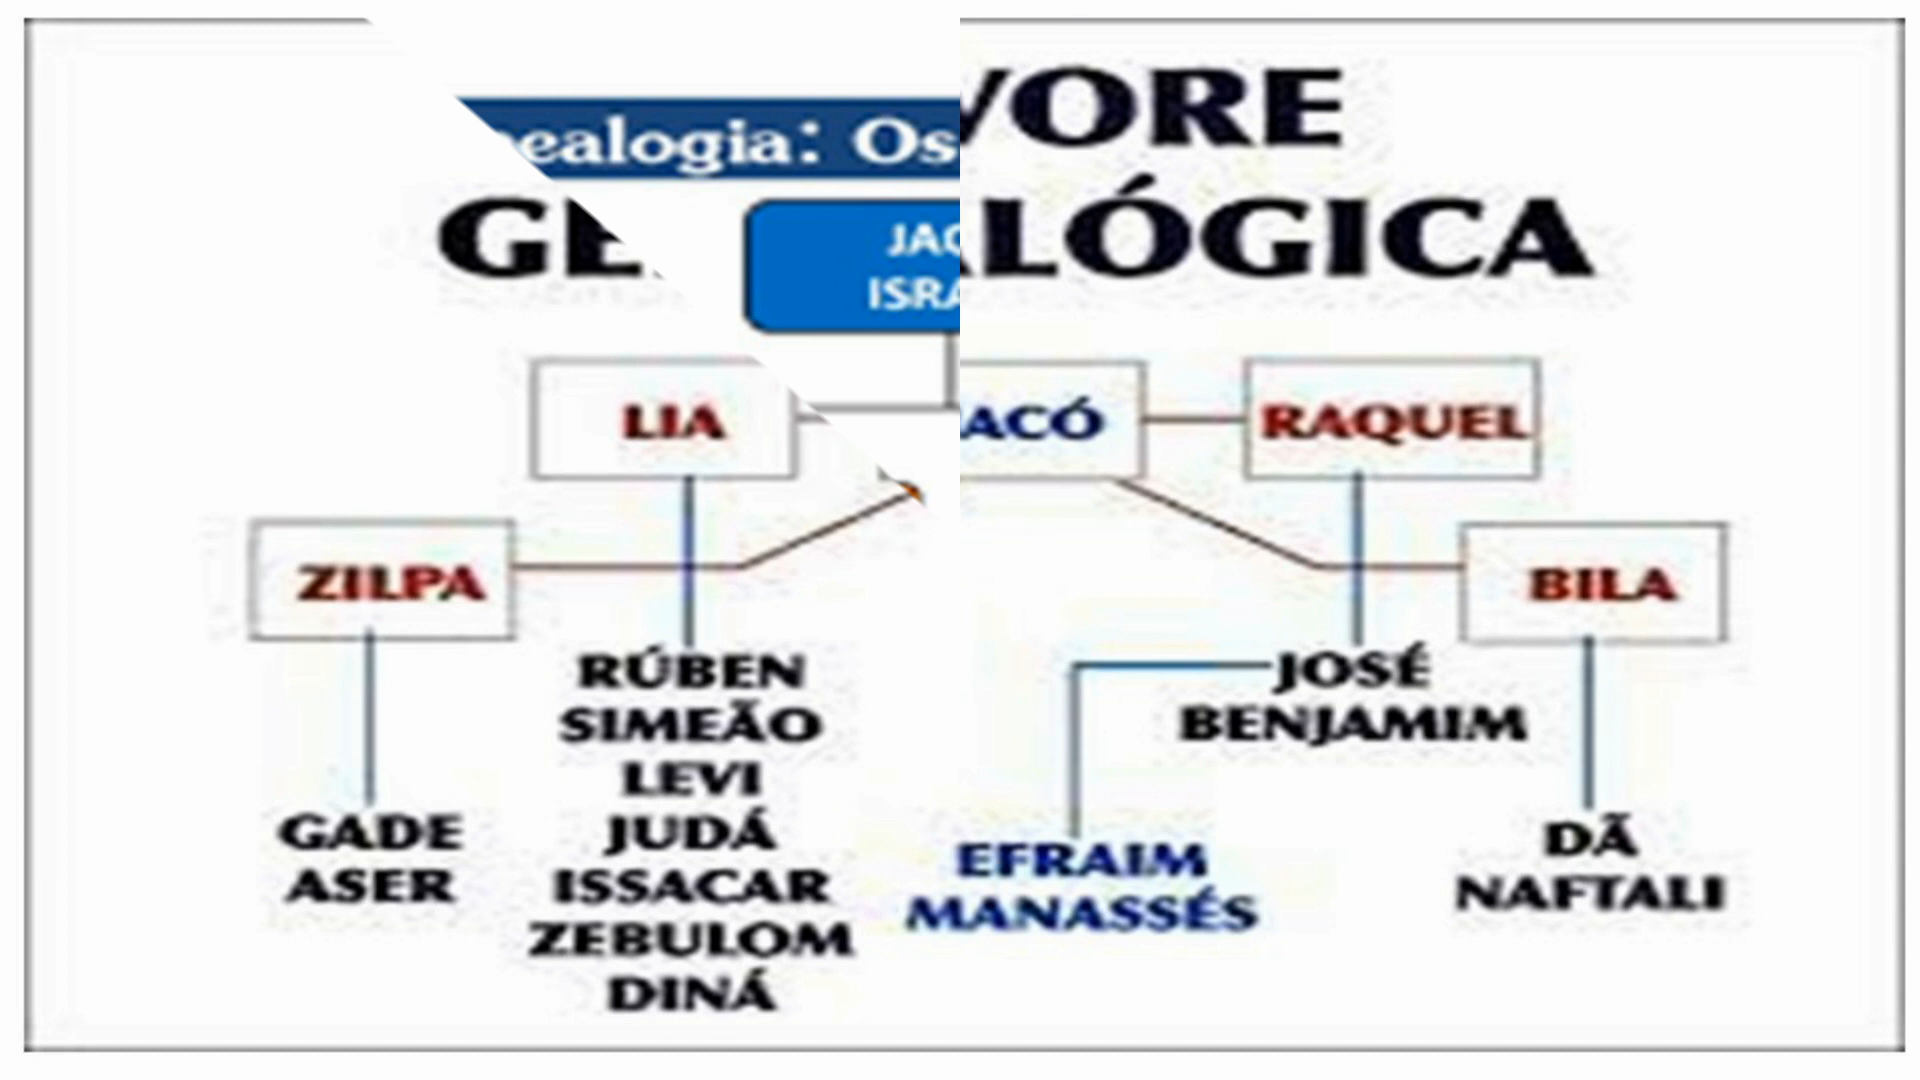 ealogia: Os
VORE
GE
LÓGICA
JAC
ISRA
LIA
ACÓ
RAQUEL
ZILPA
BILA
RÚBEN
SIMEÃO
LEVI
JUDÁ
ISSACAR
ZEBULOM
DINÁ
JOSÉ
BENJAMIM
GADE
ASER
EFRAIM
MANASSÉS
DÃ
NAFTALI